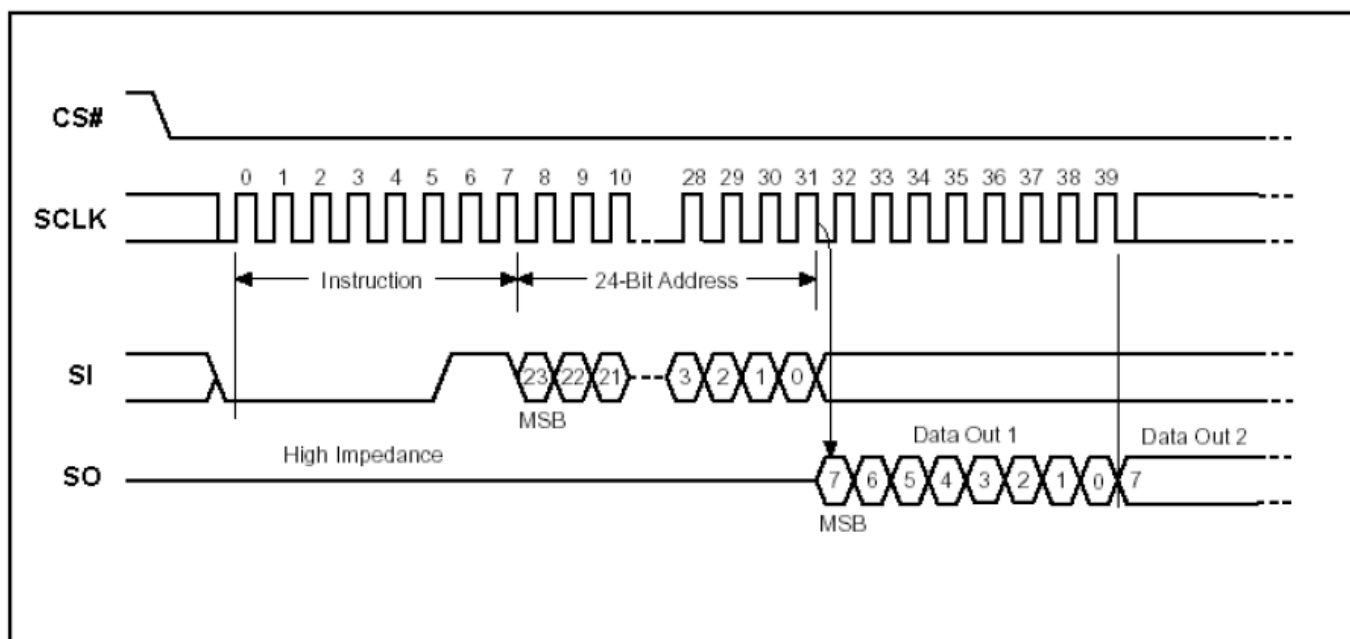 CS#
0 1 2 3 4 5 6 7 8 9 10 28 29 30 31 32 33 34 35 36 37 38 39
SCLK
Instruction 24-Bit Address
SI 23 22 21 3 2 1 0
MSB
High Impedance Data Out 1 Data Out 2
SO 7 6 5 4 3 2 1 0 7
MSB